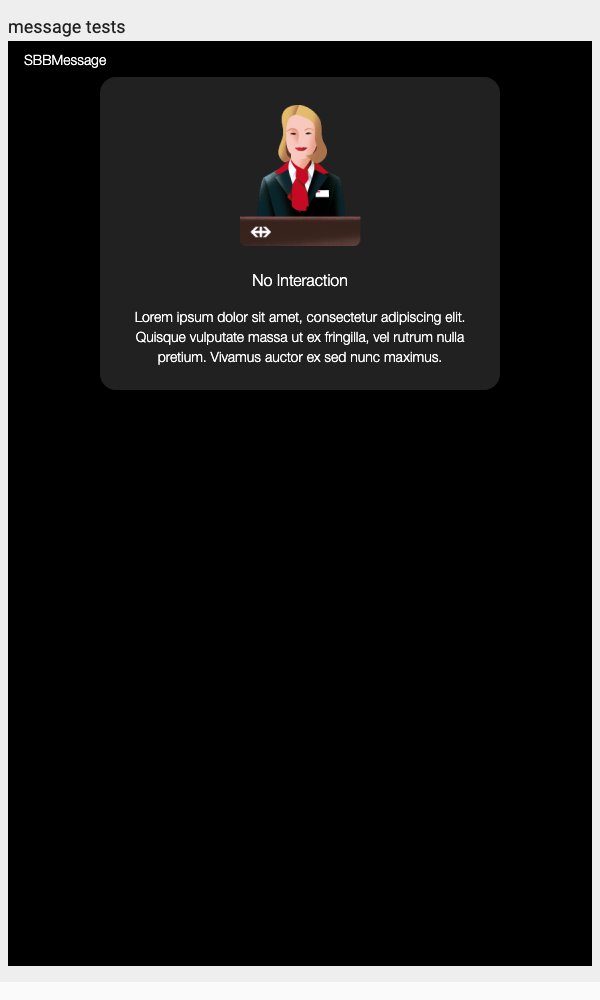 message tests
SBBMessage
No Interaction
Lorem ipsum dolor sit amet, consectetur adipiscing elit.
Quisque vulputate massa ut ex fringilla, vel rutrum nulla
pretium. Vivamus auctor ex sed nunc maximus.